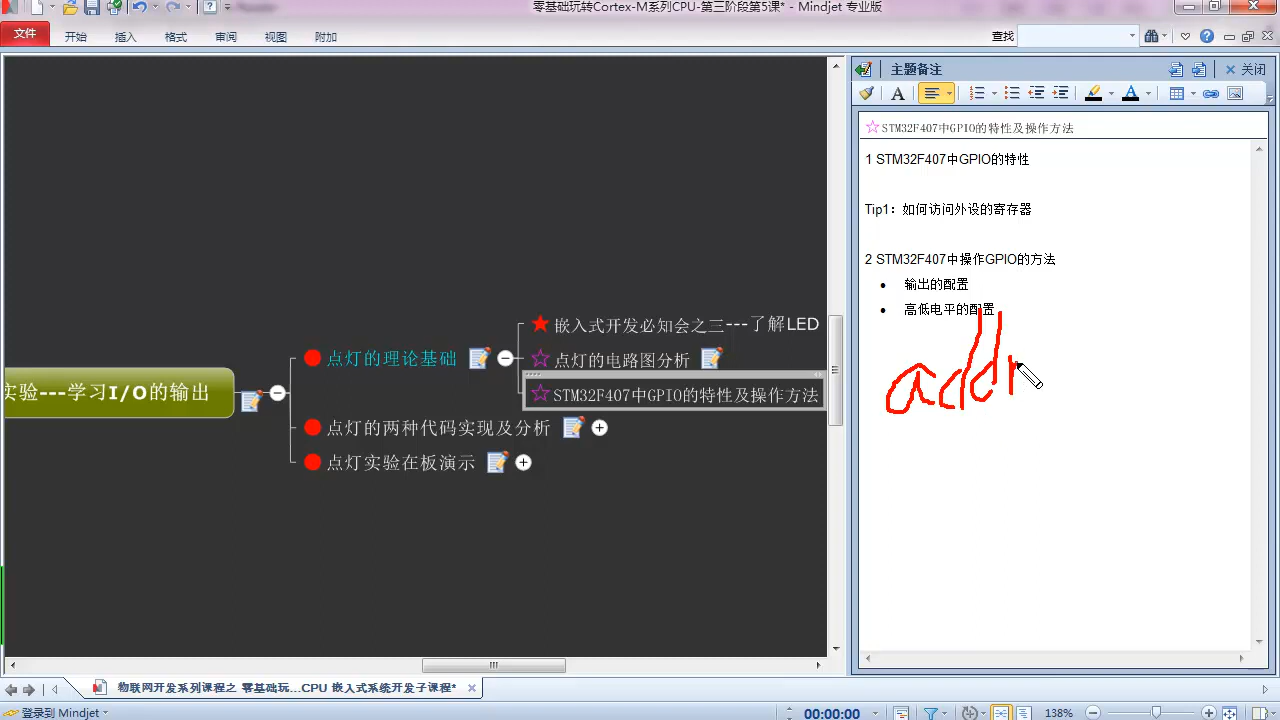 零基础玩转Cortex-M系列CPU-第三阶段第5课* - Mindjet 专业版
文件 开始 插入 格式 审阅 视图 附加 查找
主题备注 关闭
☆STM32F407中GPIO的特性及操作方法
1 STM32F407中GPIO的特性
Tip1：如何访问外设的寄存器
2 STM32F407中操作GPIO的方法
• 输出的配置
• 高低电平的配置
addr
实验---学习I/O的输出
点灯的理论基础
嵌入式开发必知会之三---了解LED
点灯的电路图分析
STM32F407中GPIO的特性及操作方法
点灯的两种代码实现及分析
点灯实验在板演示
物联网开发系列课程之 零基础玩...CPU 嵌入式系统开发子课程*
登录到 Mindjet 00:00:00 138%